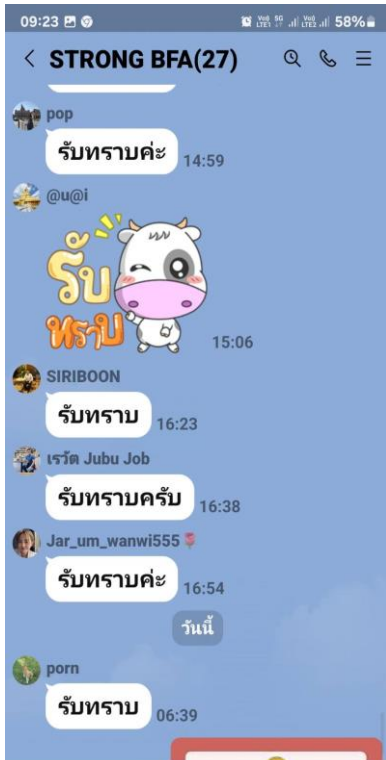 09:23 58%
STRONG BFA(27)
pop
รับทราบค่ะ 14:59
@u@i
รับ
ทราบ
15:06
SIRIBOON
รับทราบ 16:23
เรวัต Jubu Job
รับทราบครับ 16:38
Jar_um_wanwi555
รับทราบค่ะ 16:54
วันนี้
porn
รับทราบ 06:39